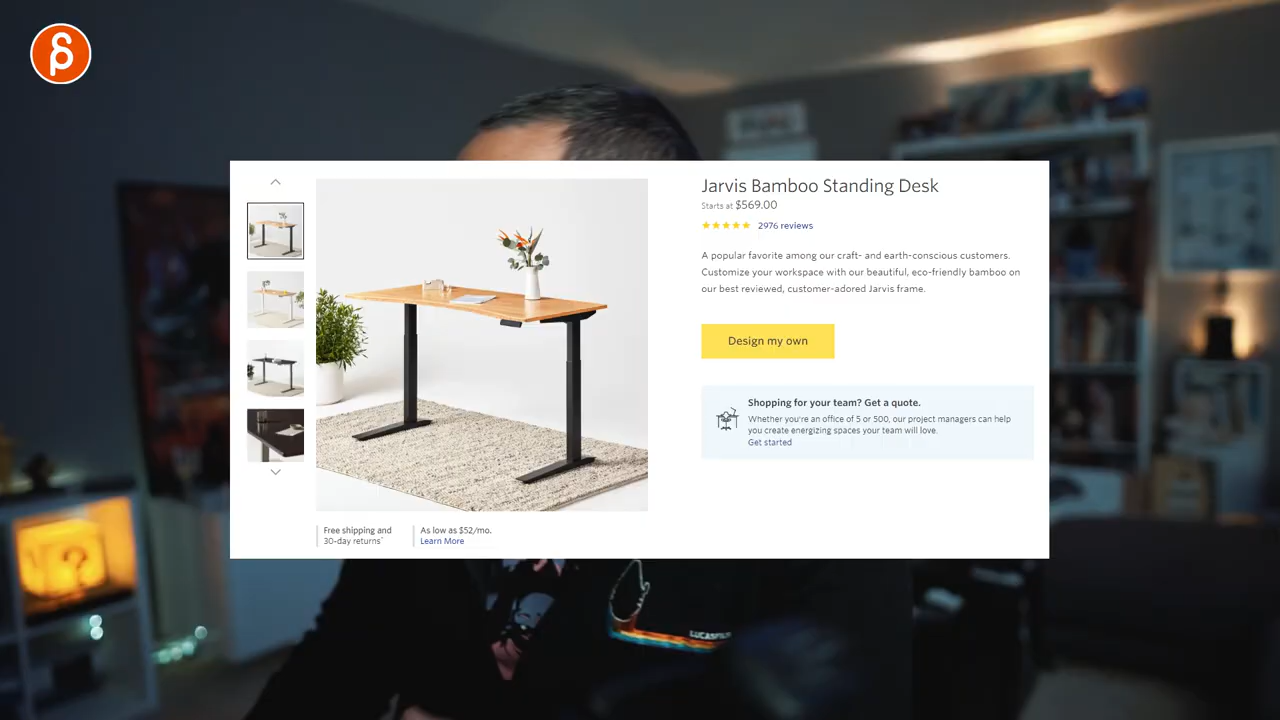 Jarvis Bamboo Standing Desk
Starts at $569.00
2976 reviews
A popular favorite among our craft- and earth-conscious customers.
Customize your workspace with our beautiful, eco-friendly bamboo on
our best reviewed, customer-adored Jarvis frame.
Design my own
Shopping for your team? Get a quote.
Whether you're an office of 5 or 500, our project managers can help
you create energizing spaces your team will love.
Get started
Free shipping and
30-day returns*
As low as $52/mo.
Learn More
?
LUCASFILM